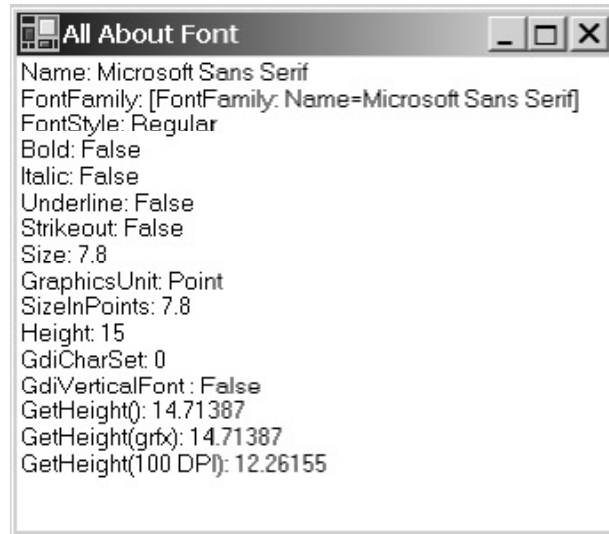 All About Font
Name: Microsoft Sans Serif
FontFamily: [FontFamily: Name=Microsoft Sans Serif]
FontStyle: Regular
Bold: False
Italic: False
Underline: False
Strikeout: False
Size: 7.8
GraphicsUnit: Point
SizeInPoints: 7.8
Height: 15
GdiCharSet: 0
GdiVerticalFont : False
GetHeight(): 14.71387
GetHeight(grfx): 14.71387
GetHeight(100 DPI): 12.26155